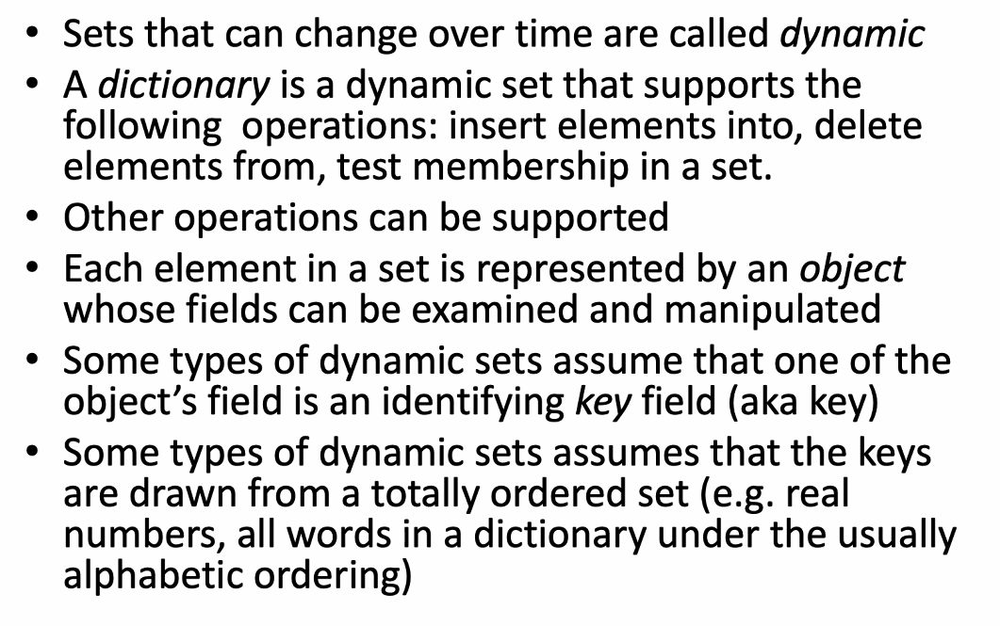 • Sets that can change over time are called dynamic
• A dictionary is a dynamic set that supports the
following  operations: insert elements into, delete
elements from, test membership in a set.
• Other operations can be supported
• Each element in a set is represented by an object
whose fields can be examined and manipulated
• Some types of dynamic sets assume that one of the
object’s field is an identifying key field (aka key)
• Some types of dynamic sets assumes that the keys
are drawn from a totally ordered set (e.g. real
numbers, all words in a dictionary under the usually
alphabetic ordering)